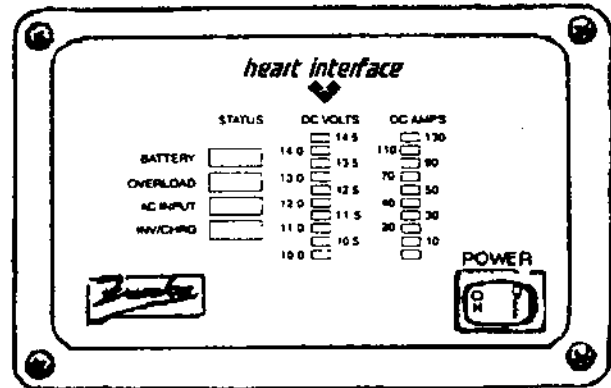 heart interface
STATUS DC VOLTS DC AMPS
14.5 130
14.0 110
BATTERY 13.5 90
OVERLOAD 13.0 70
12.5 50
AC INPUT 12.0 40
11.5 30
INV/CHRG 11.0 20
10.5 10
10.0
POWER
ON OFF